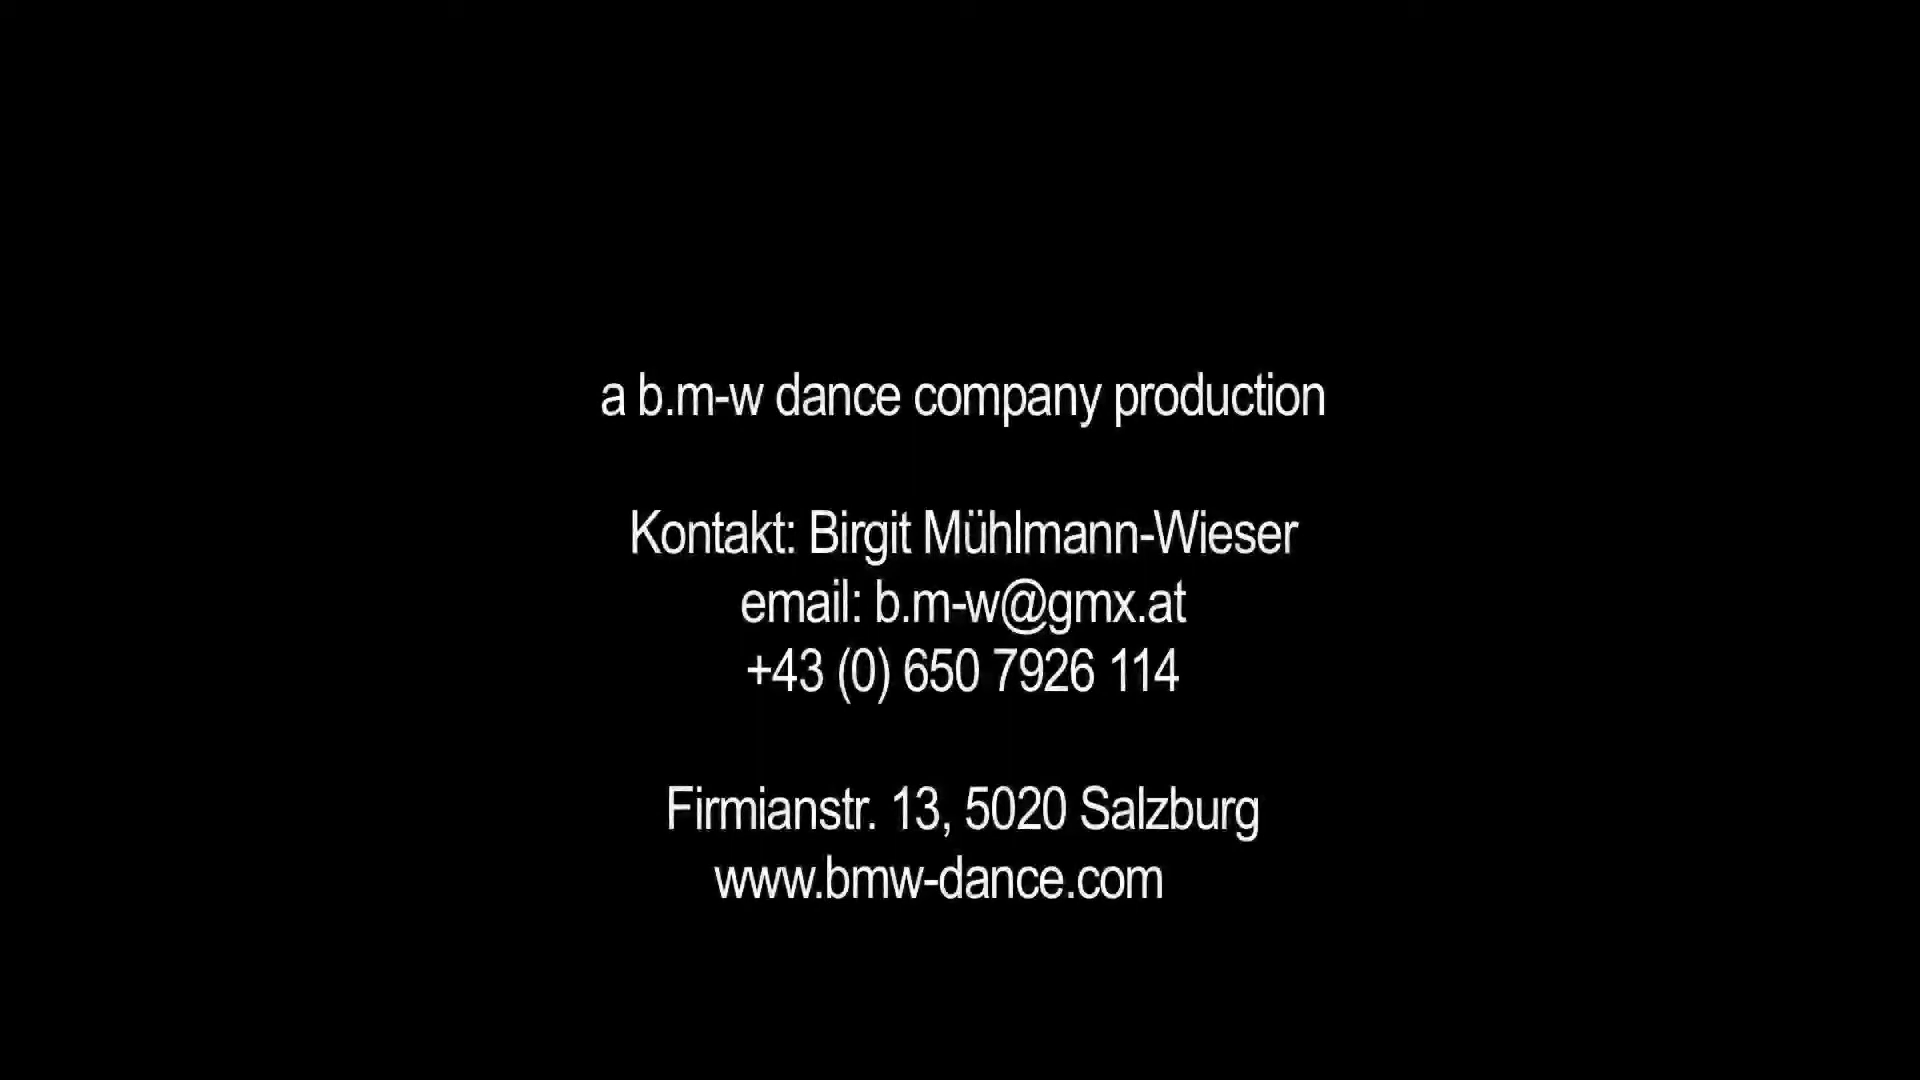 a b.m-w dance company production
Kontakt: Birgit Mühlmann-Wieser
email: b.m-w@gmx.at
+43 (0) 650 7926 114
Firmianstr. 13, 5020 Salzburg
www.bmw-dance.com